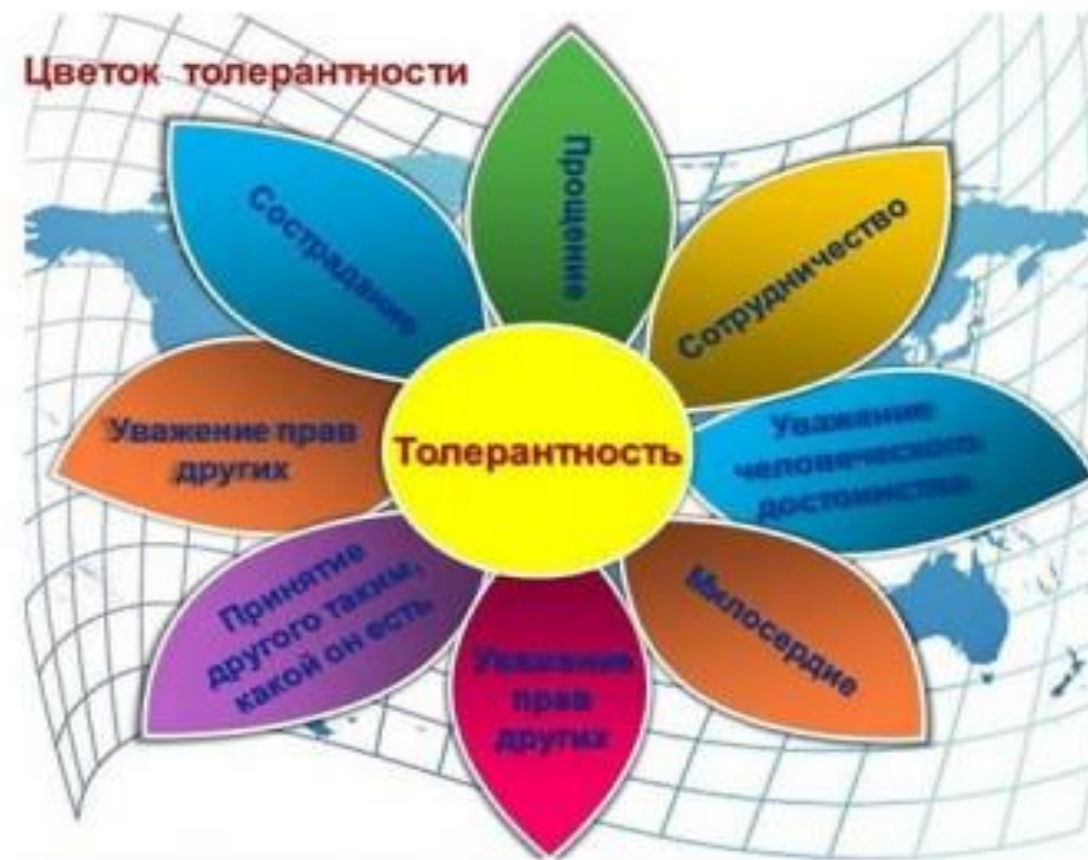 Цветок толерантности
Прощение
Сотрудничество
Уважение
человеческого
достоинства
Милосердие
Уважение
прав
других
Принятие
другого таким,
какой он есть
Уважение прав
других
Сострадание
Толерантность